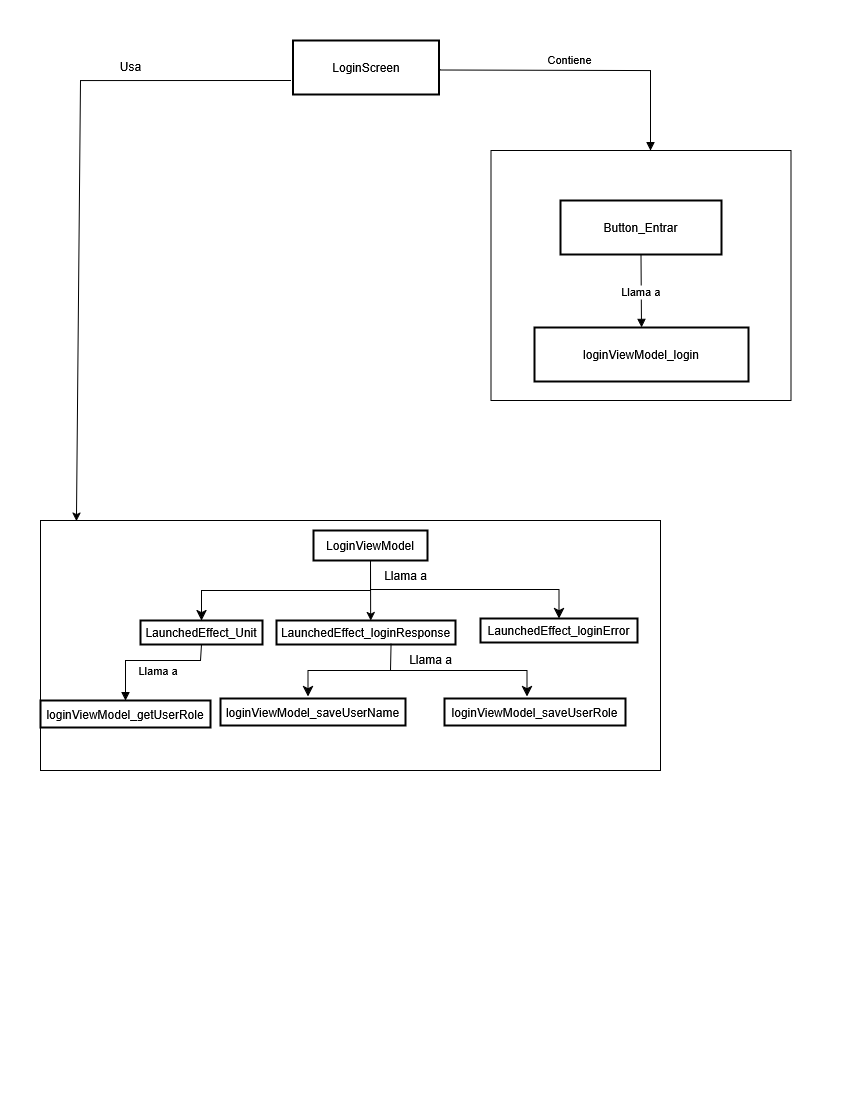 Usa
LoginScreen
Contiene
Button_Entrar
Llama a
loginViewModel_login
LoginViewModel
Llama a
LaunchedEffect_Unit
LaunchedEffect_loginResponse
LaunchedEffect_loginError
Llama a
Llama a
loginViewModel_getUserRole
loginViewModel_saveUserName
loginViewModel_saveUserRole